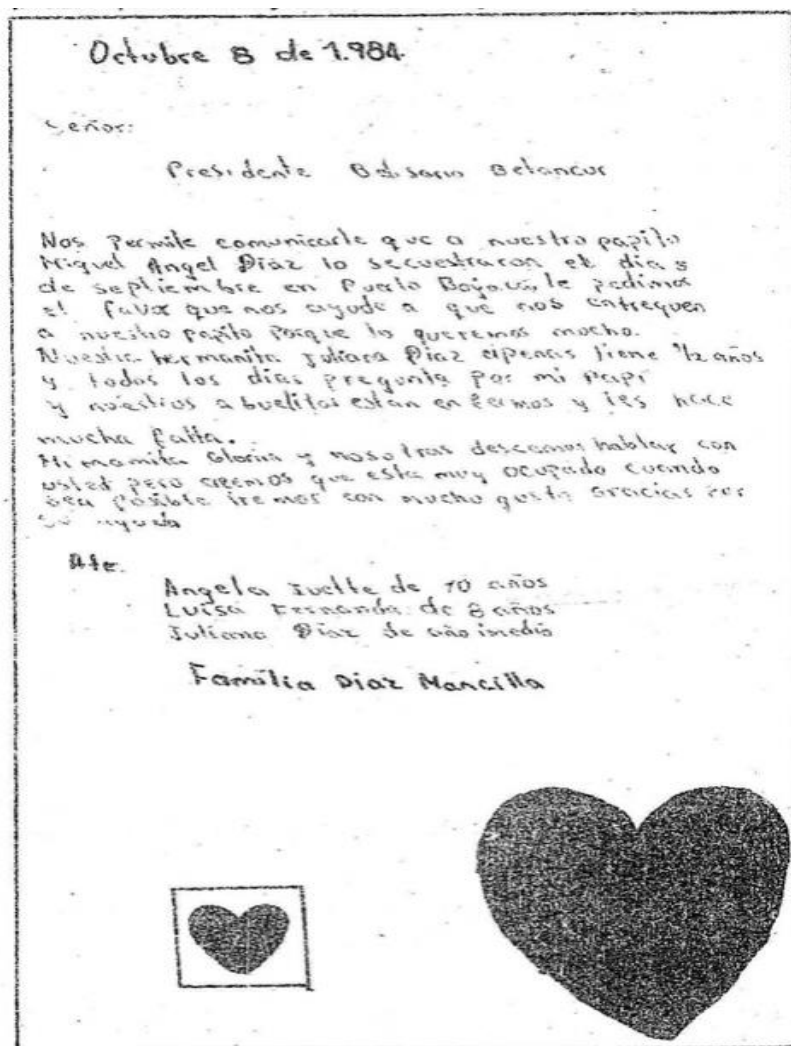 Octubre 8 de 1.984.
Señor:
Presidente Belisario Betancur
Nos permite comunicarle que a nuestro papito
Miguel Angel Díaz lo secuestraron el día 5
de septiembre en Puerto Boyaca, le pedimos
el favor que nos ayude a que nos entreguen
a nuestro papito porque lo queremos mucho.
Nuestra hermanita Juliana Díaz apenas tiene 1/2 años
y todos los días pregunta por mi papi
y nuestros abuelitos estan enfermos y les hace
mucha falta.
Mi mamita Gloria y nosotras deseamos hablar con
usted pero creemos que esta muy ocupado cuando
sea posible iremos con mucho gusto gracias por
su ayuda
Ate.
Angela Ivette de 10 años
Luisa Fernanda de 8 años
Juliana Díaz de año medio
Familia Diaz Mancilla